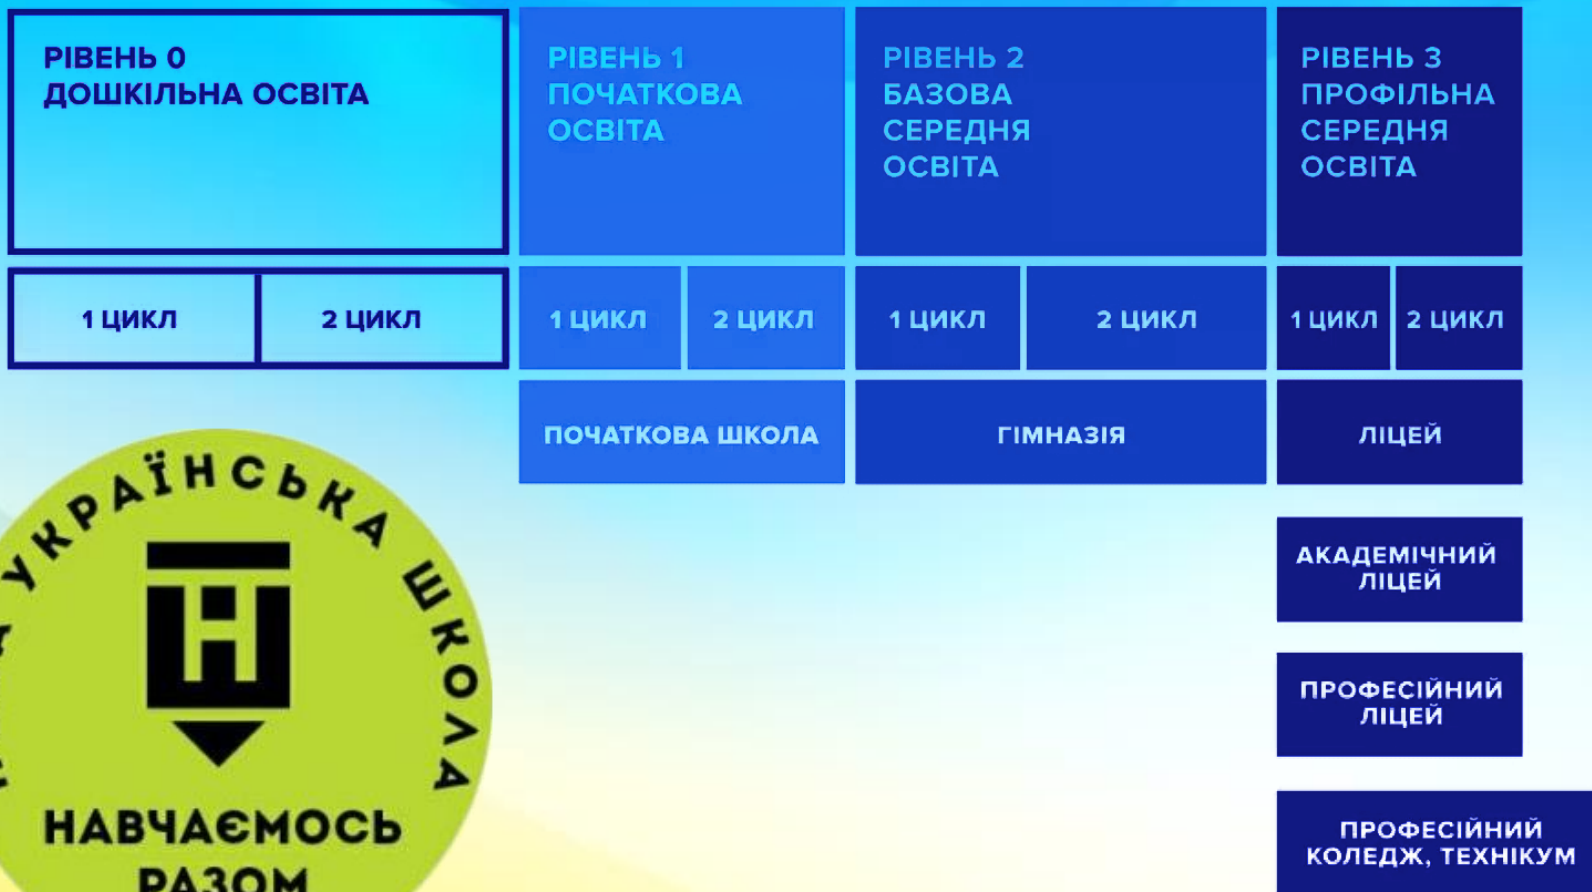 РІВЕНЬ 0
ДОШКІЛЬНА ОСВІТА
РІВЕНЬ 1
ПОЧАТКОВА
ОСВІТА
РІВЕНЬ 2
БАЗОВА
СЕРЕДНЯ
ОСВІТА
РІВЕНЬ 3
ПРОФІЛЬНА
СЕРЕДНЯ
ОСВІТА
1 ЦИКЛ
2 ЦИКЛ
1 ЦИКЛ
2 ЦИКЛ
1 ЦИКЛ
2 ЦИКЛ
1 ЦИКЛ
2 ЦИКЛ
ПОЧАТКОВА ШКОЛА
ГІМНАЗІЯ
ЛІЦЕЙ
АКАДЕМІЧНИЙ
ЛІЦЕЙ
ПРОФЕСІЙНИЙ
ЛІЦЕЙ
ПРОФЕСІЙНИЙ
КОЛЕДЖ, ТЕХНІКУМ
УКРАЇНСЬКА ШКОЛА
НАВЧАЄМОСЬ
РАЗОМ